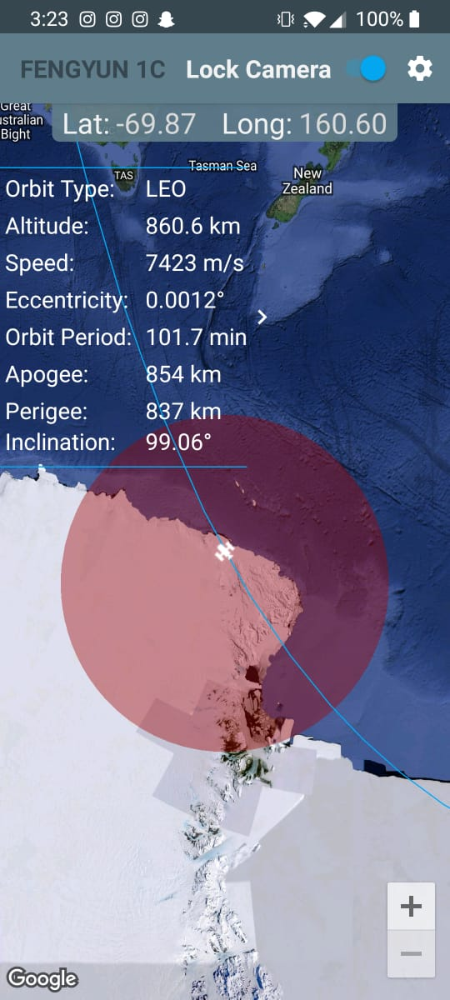 3:23 100%
FENGYUN 1C Lock Camera
Great
ustralian
Bight
Lat: -69.87 Long: 160.60
Tasman Sea
TAS
New
Zealand
Orbit Type: LEO
Altitude: 860.6 km
Speed: 7423 m/s
Eccentricity: 0.0012°
Orbit Period: 101.7 min
Apogee: 854 km
Perigee: 837 km
Inclination: 99.06°
+
−
Google